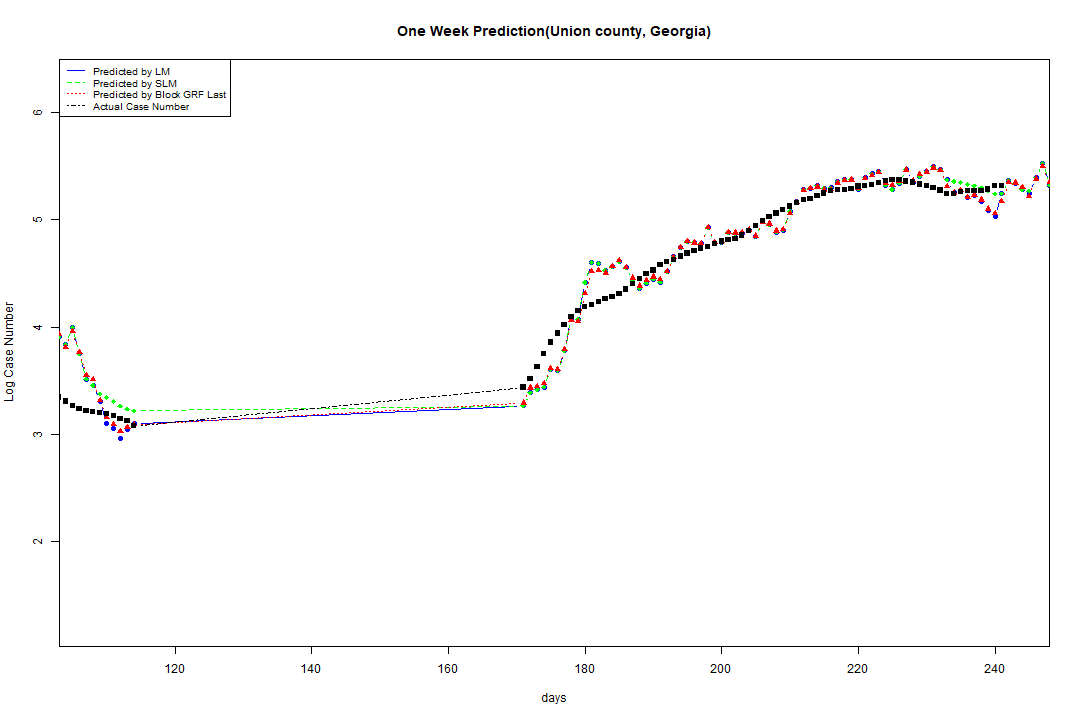 One Week Prediction(Union county, Georgia)
Predicted by LM
Predicted by SLM
Predicted by Block GRF Last
Actual Case Number
6
5
4
3
2
Log Case Number
120 140 160 180 200 220 240
days